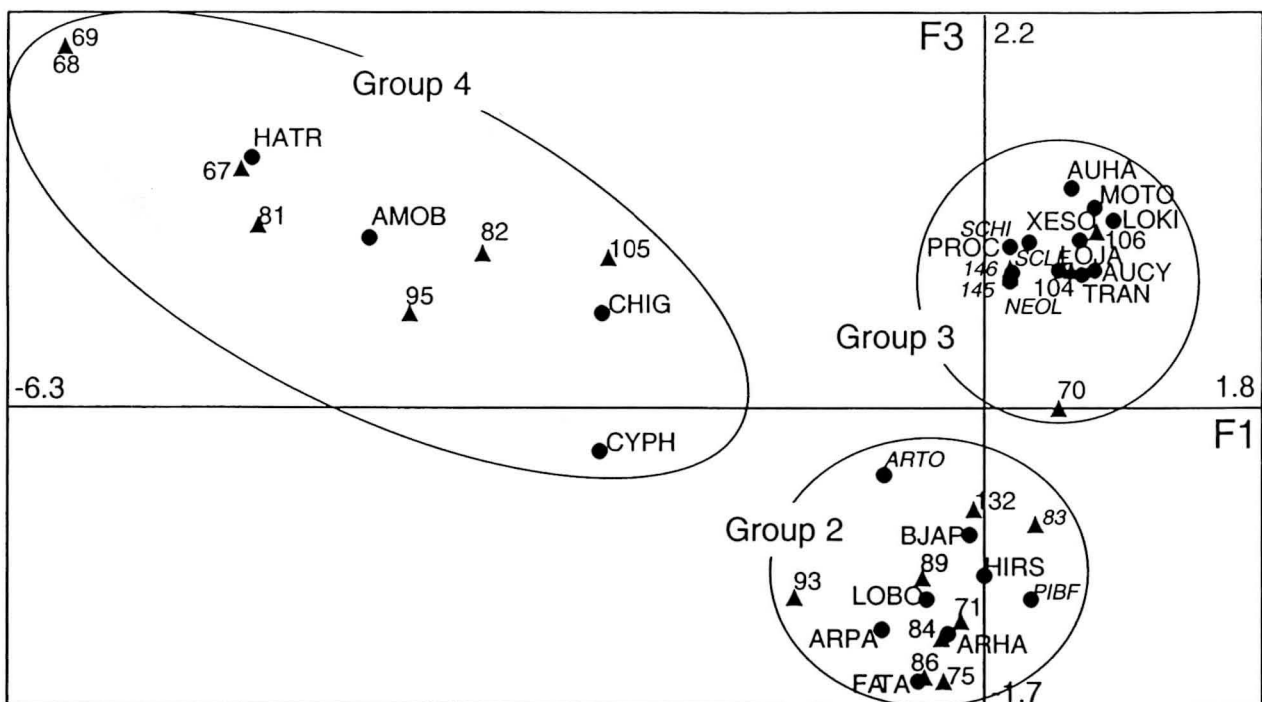 F3
2.2
69
68
Group 4
HATR
67
81
AMOB
82
105
95
CHIG
CYPH
-6.3
1.8
F1
AUHA
MOTO
XESO
LOKI
SCHI
106
PROC
SCLE
LOJA
146
AUCY
104
145
TRAN
NEOL
Group 3
70
ARTO
132
83
Group 2
BJAP
89
HIRS
93
LOBO
PIBF
71
84
ARPA
ARHA
86
75
FATA
-1.7